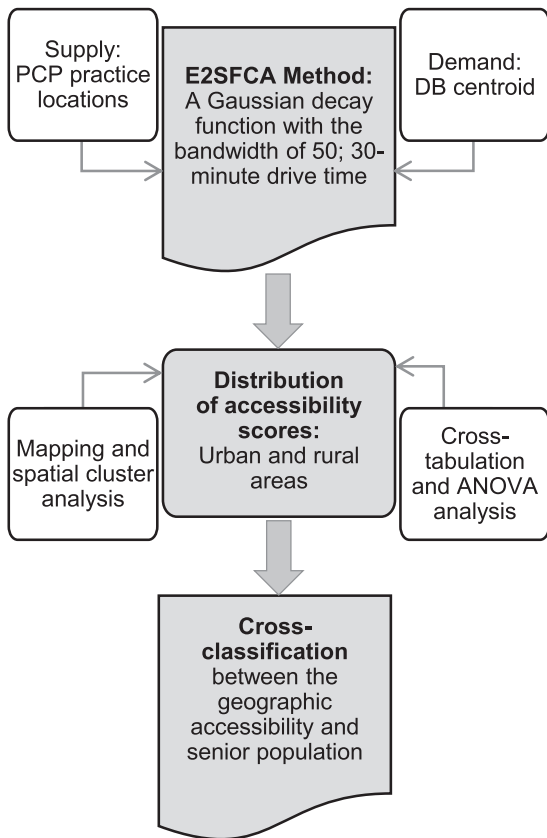 Supply:
PCP practice
locations
E2SFCA Method:
A Gaussian decay
function with the
bandwidth of 50; 30-
minute drive time
Demand:
DB centroid
Mapping and
spatial cluster
analysis
Distribution
of accessibility
scores:
Urban and rural
areas
Cross-
tabulation
and ANOVA
analysis
Cross-
classification
between the
geographic
accessibility and
senior population